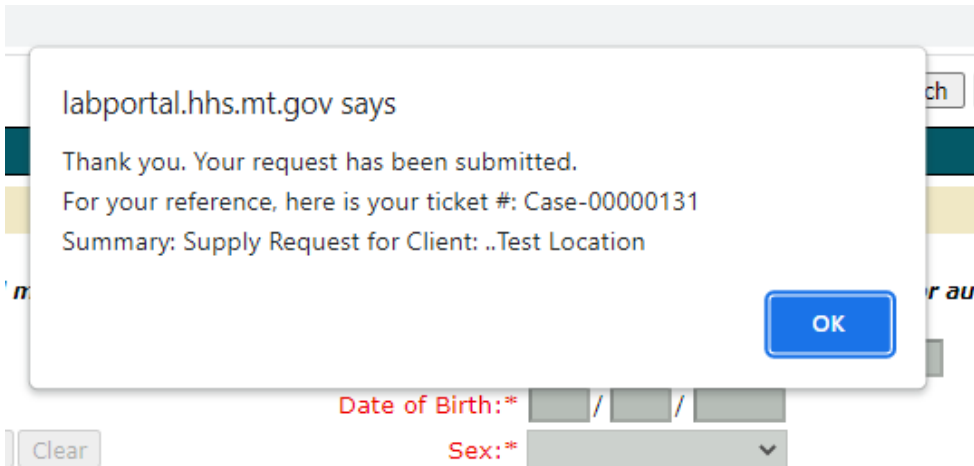 ch
labportal.hhs.mt.gov says
Thank you. Your request has been submitted.
For your reference, here is your ticket #: Case-00000131
Summary: Supply Request for Client: ..Test Location
m
r au
OK
Date of Birth:* / /
Clear
Sex:*